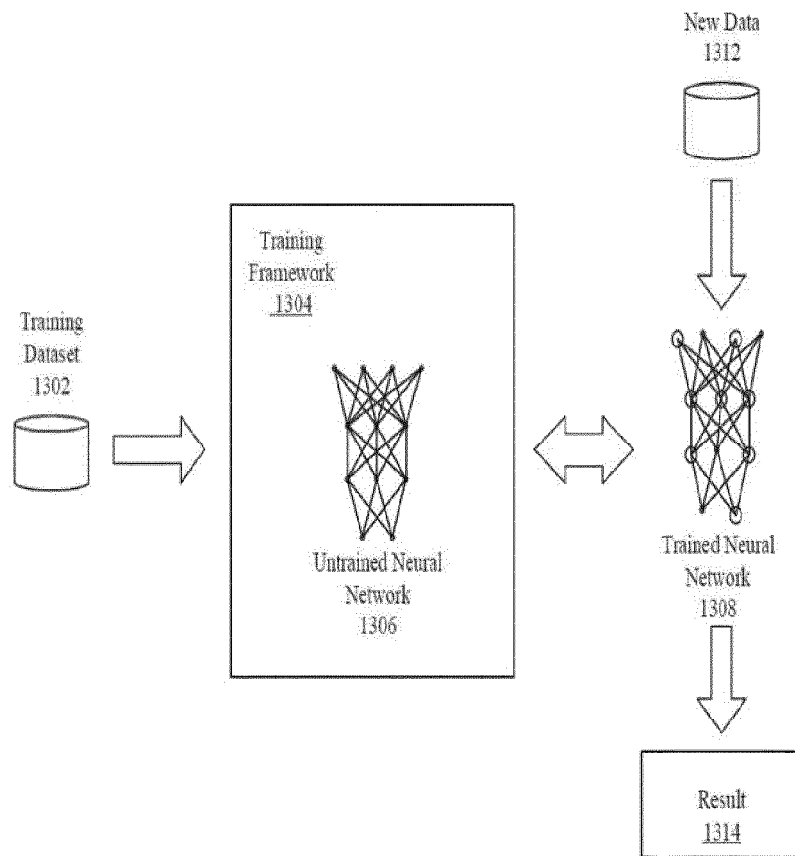 New Data
1312
Training
Framework
1304
Training
Dataset
1302
Untrained Neural
Network
1306
Trained Neural
Network
1308
Result
1314